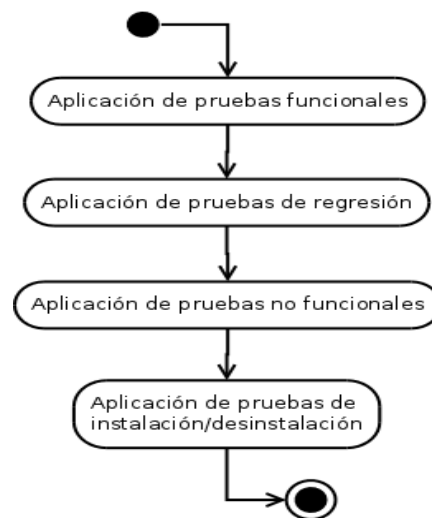 Aplicación de pruebas funcionales
Aplicación de pruebas de regresión
Aplicación de pruebas no funcionales
Aplicación de pruebas de
instalación/desinstalación